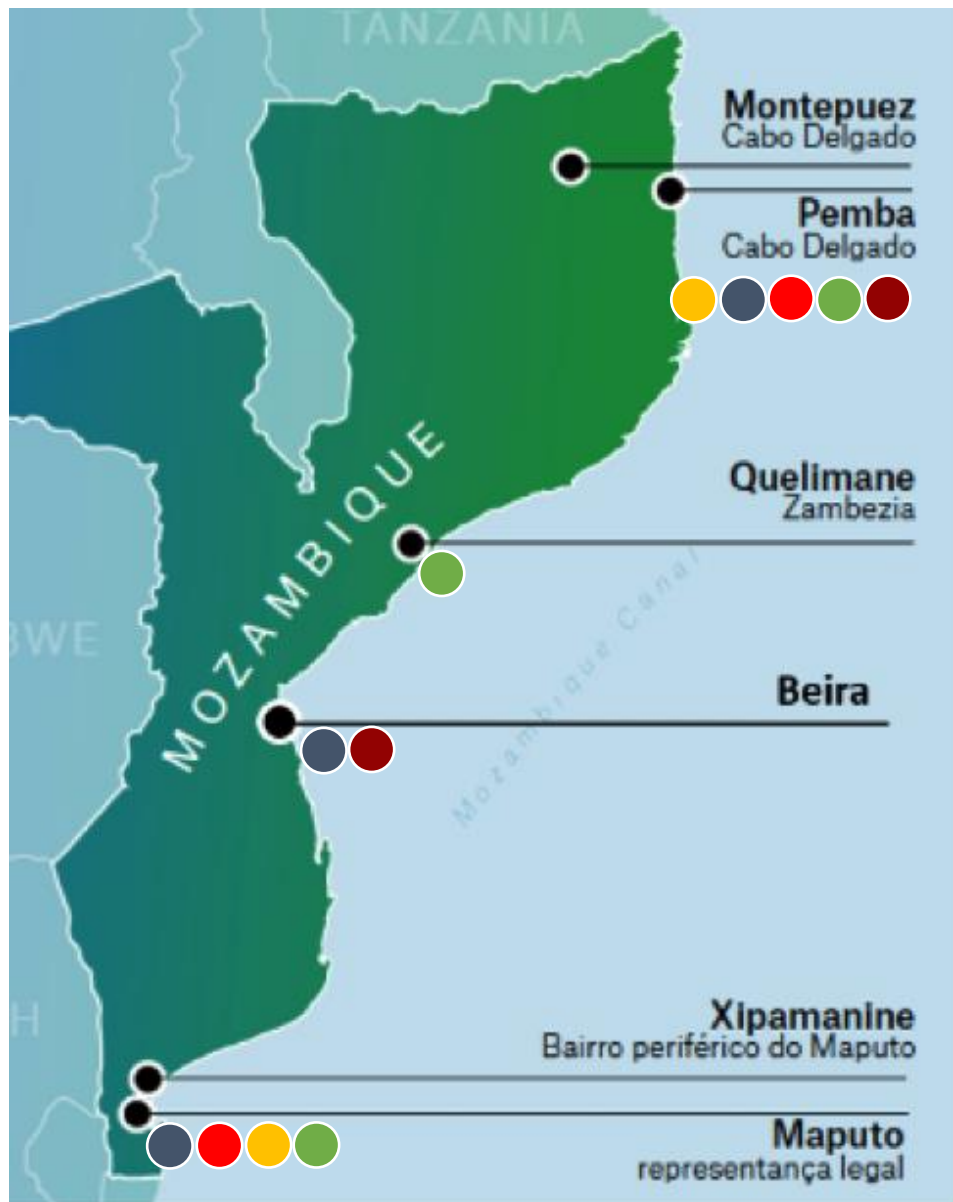 TANZANIA
Montepuez
Cabo Delgado
Pemba
Cabo Delgado
Quelimane
Zambezia
MOZAMBIQUE
Mozambique Canal
BWE
Beira
Xipamanine
Bairro periférico do Maputo
H
Maputo
representança legal